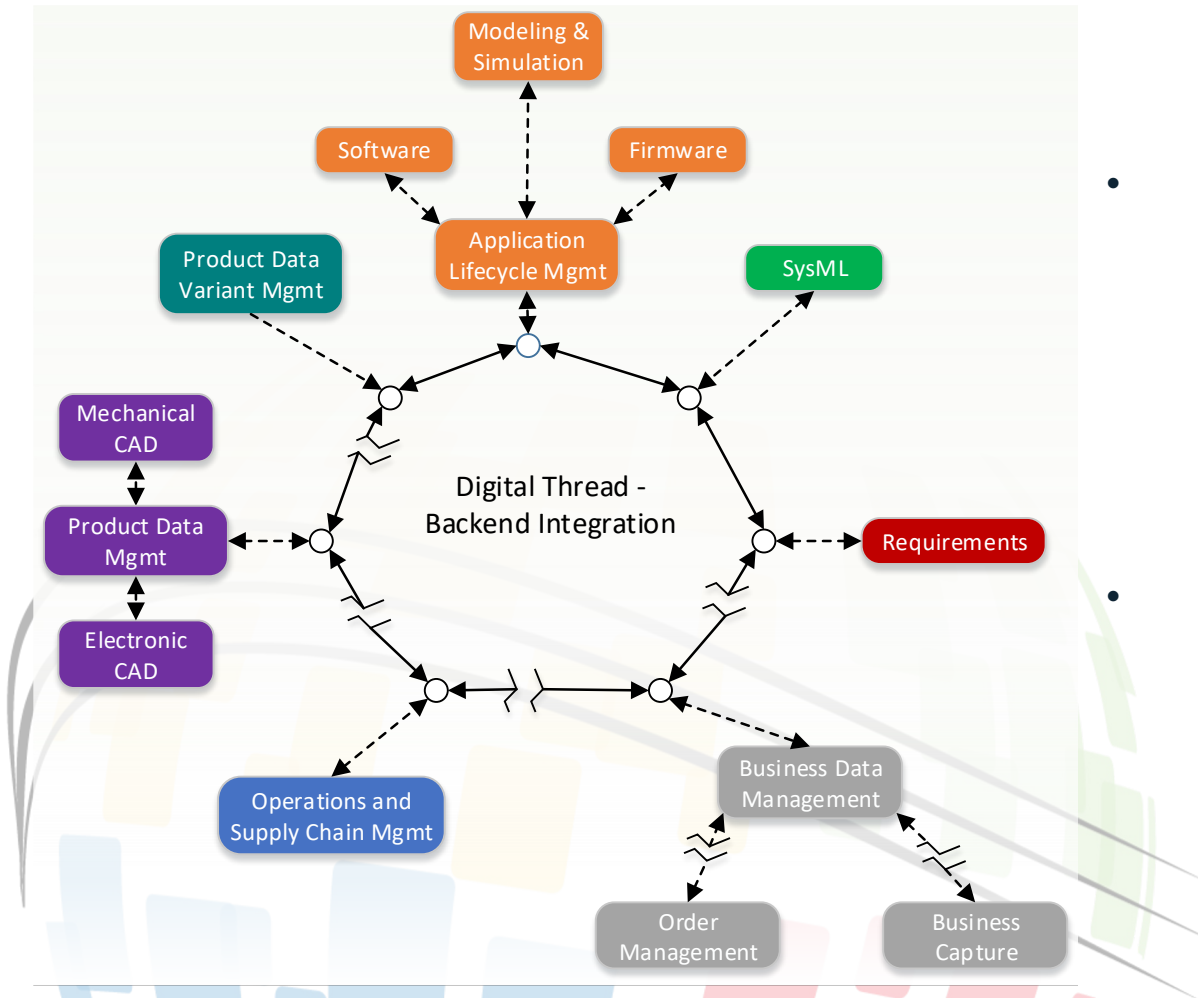 Modeling &
Simulation
Software
Firmware
Application
Lifecycle Mgmt
Product Data
Variant Mgmt
SysML
Mechanical
CAD
Digital Thread -
Backend Integration
Product Data
Mgmt
Requirements
Electronic
CAD
Business Data
Management
Operations and
Supply Chain Mgmt
Order
Management
Business
Capture